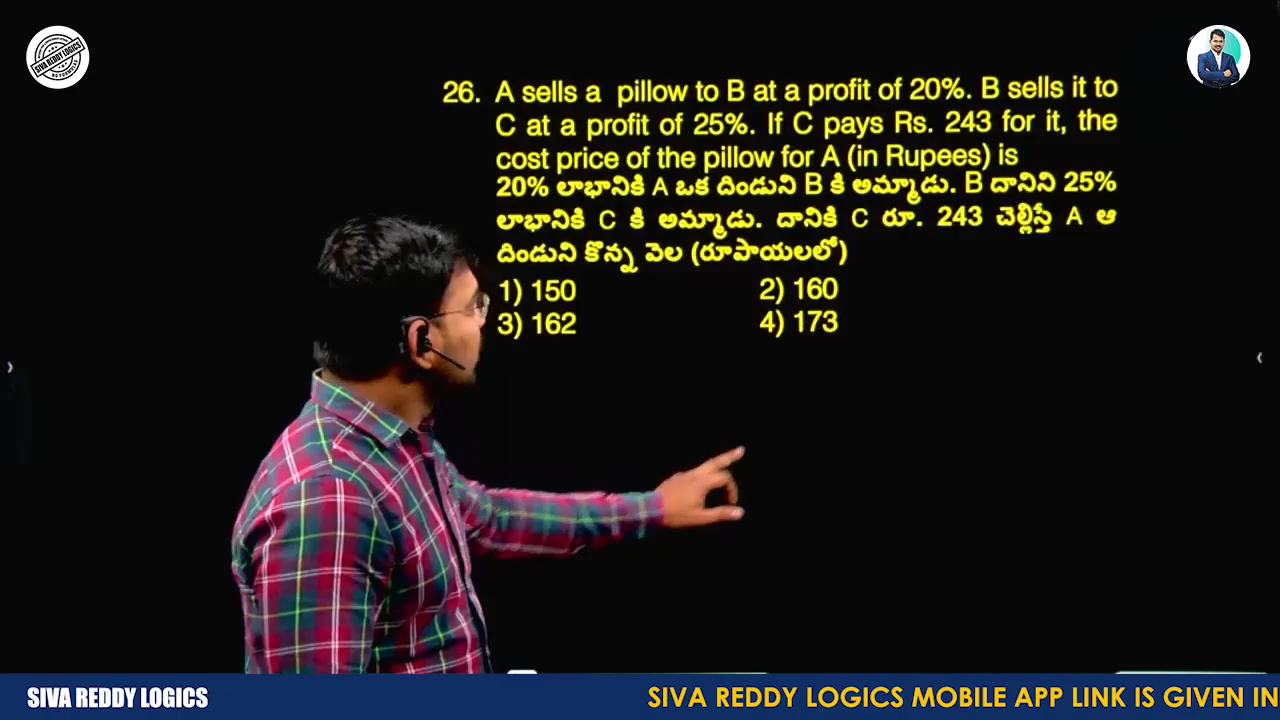 SIVA REDDY LOGICS
26. A sells a pillow to B at a profit of 20%. B sells it to
C at a profit of 25%. If C pays Rs. 243 for it, the
cost price of the pillow for A (in Rupees) is
20% లాభానికి A ఒక దిండుని B కి అమ్మాడు. B దానిని 25%
లాభానికి C కి అమ్మాడు. దానికి C రూ. 243 చెల్లిస్తే A ఆ
దిండుని కొన్న వెల (రూపాయలలో)
1) 150 2) 160
3) 162 4) 173
SIVA REDDY LOGICS
SIVA REDDY LOGICS MOBILE APP LINK IS GIVEN IN